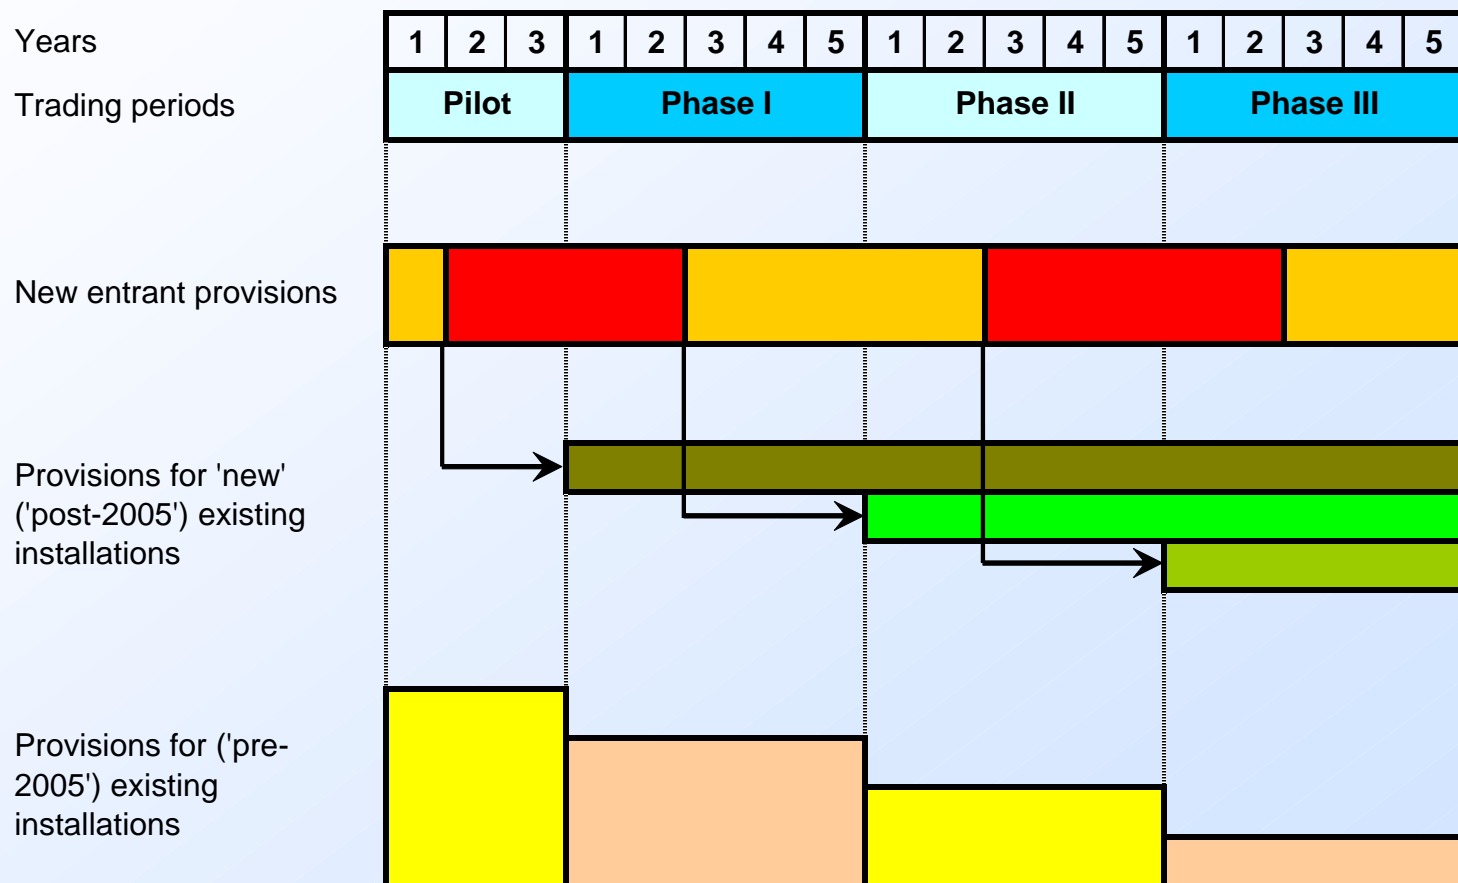 Years 1 2 3 1 2 3 4 5 1 2 3 4 5 1 2 3 4 5
Trading periods Pilot Phase I Phase II Phase III
New entrant provisions
Provisions for 'new'
('post-2005') existing
installations
Provisions for ('pre-
2005') existing
installations